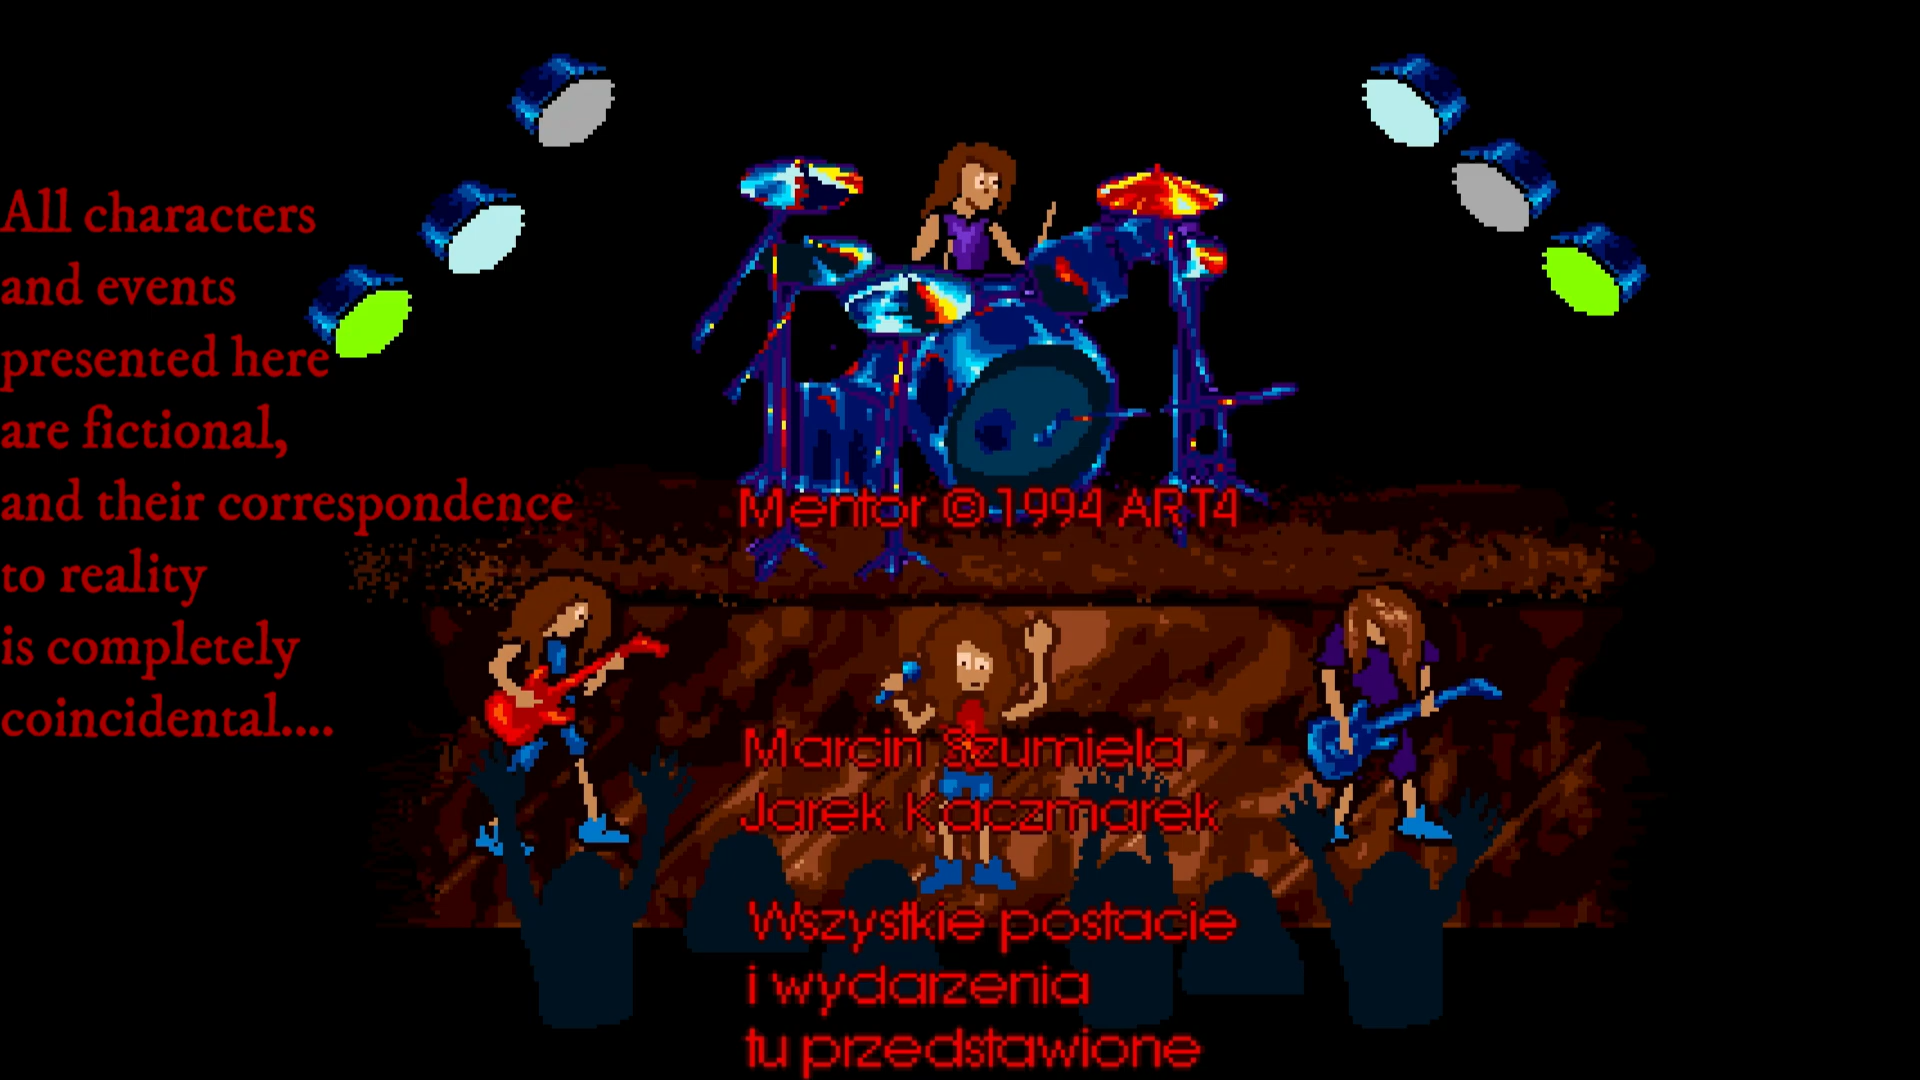 All characters
and events
presented here
are fictional,
and their correspondence
to reality
is completely
coincidental....
Mentor ©1994 ART4
Marcin Szumiela
Jarek Kaczmarek
Wszystkie postacie
i wydarzenia
tu przedstawione